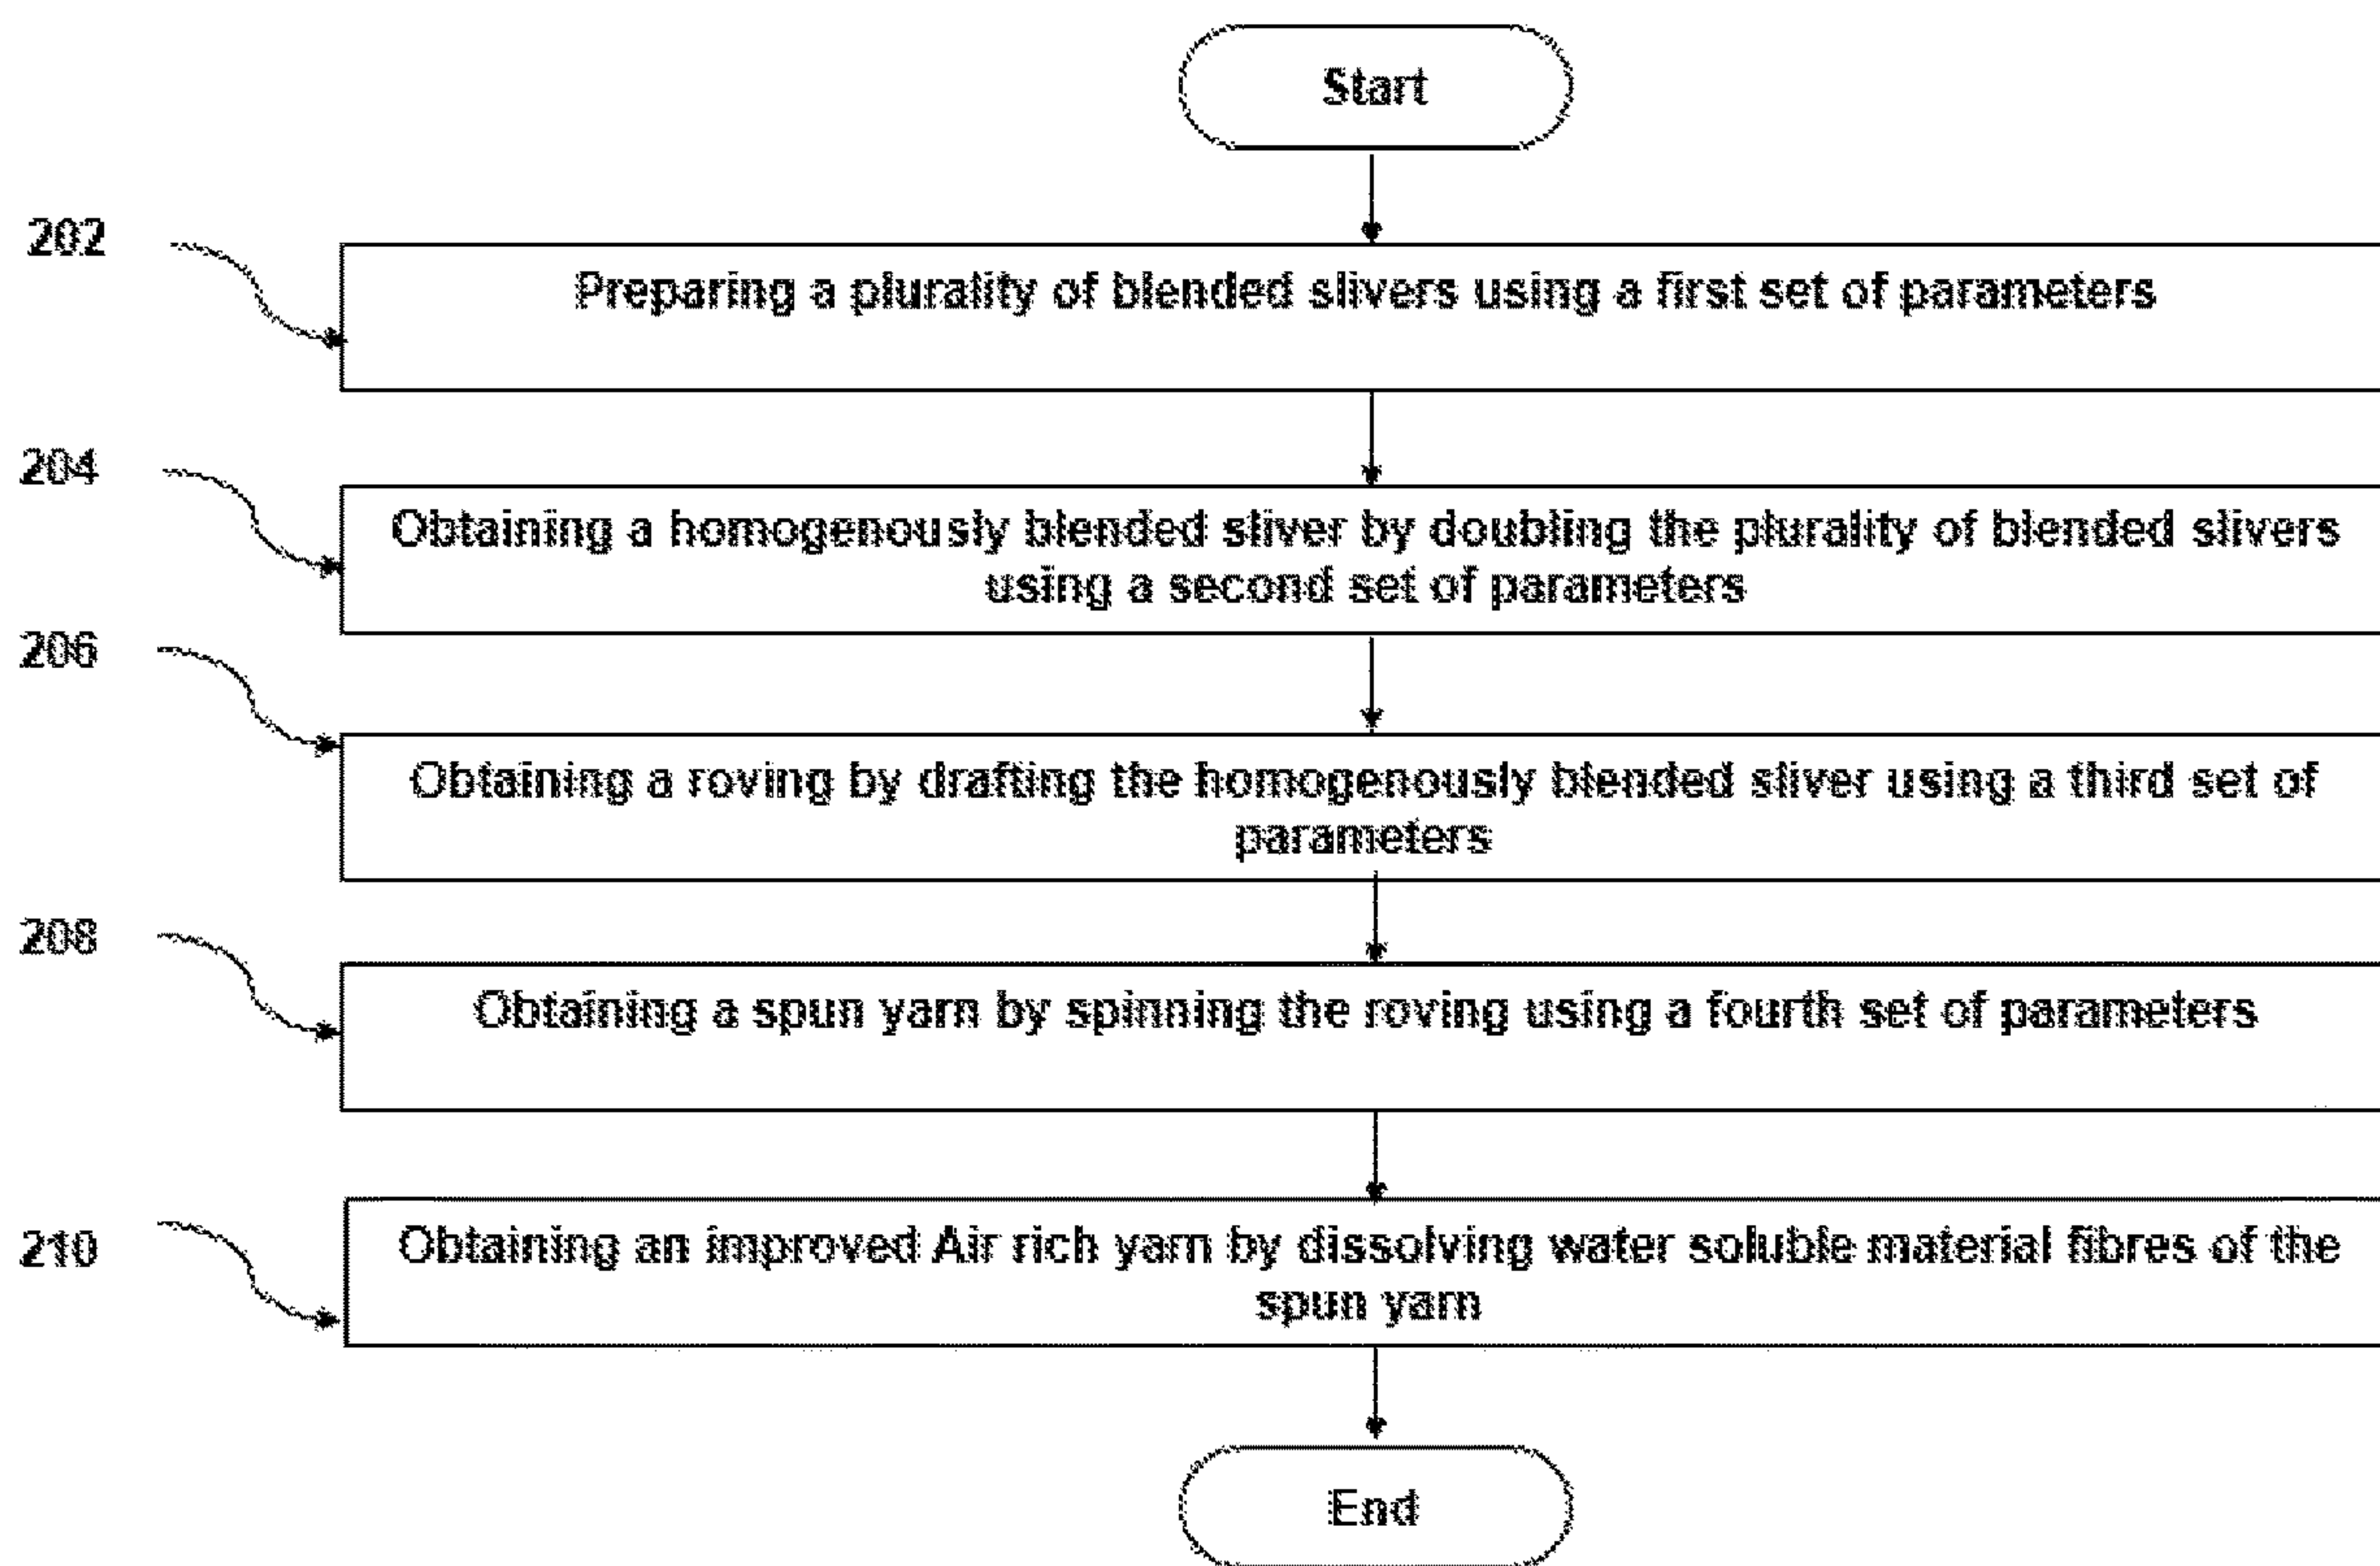 Start
202
Preparing a plurality of blended slivers using a first set of parameters
204
Obtaining a homogenously blended sliver by doubling the plurality of blended slivers
using a second set of parameters
206
Obtaining a roving by drafting the homogenously blended sliver using a third set of
parameters
208
Obtaining a spun yarn by spinning the roving using a fourth set of parameters
210
Obtaining an improved Air rich yarn by dissolving water soluble material fibres of the
spun yarn
End